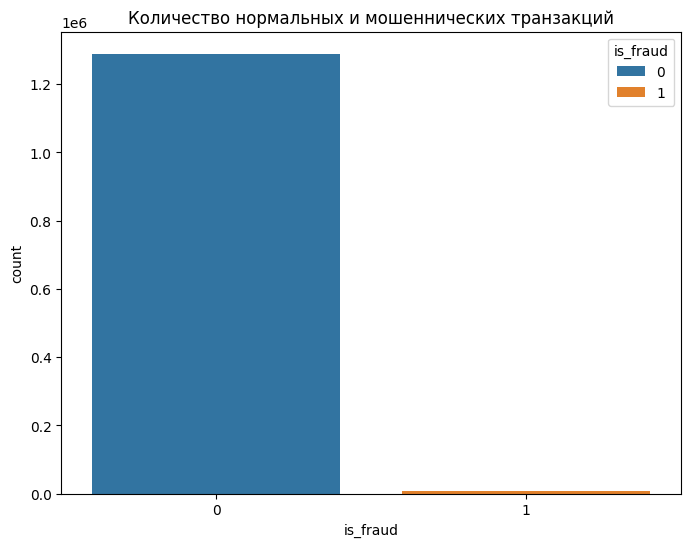 Количество нормальных и мошеннических транзакций
1e6
is_fraud
0
1
1.2
1.0
0.8
0.6
0.4
0.2
0.0
count
0 1
is_fraud